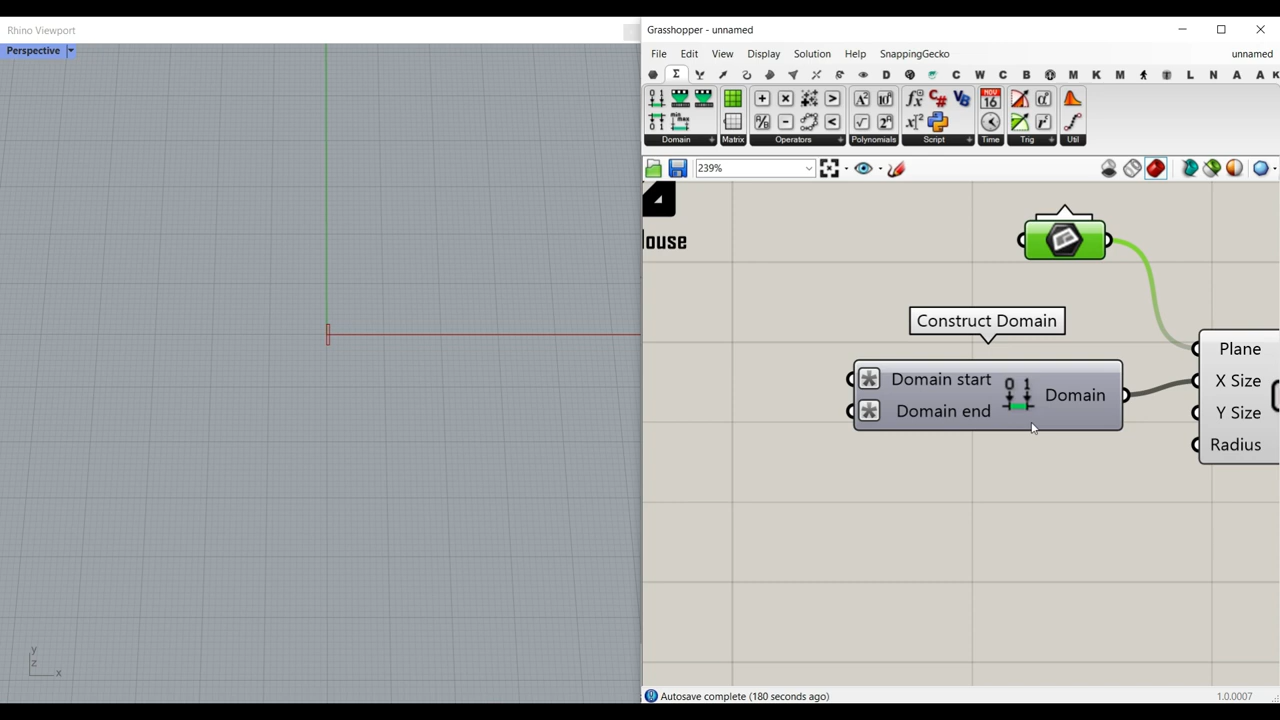 Rhino Viewport
Perspective
y
z
x
Grasshopper - unnamed
File Edit View Display Solution Help SnappingGecko unnamed
Domain Matrix Operators Polynomials Script Time Trig Util
239%
louse
Construct Domain
Domain start
Domain end
0 1
Domain
Plane
X Size
Y Size
Radius
Autosave complete (180 seconds ago)
1.0.0007